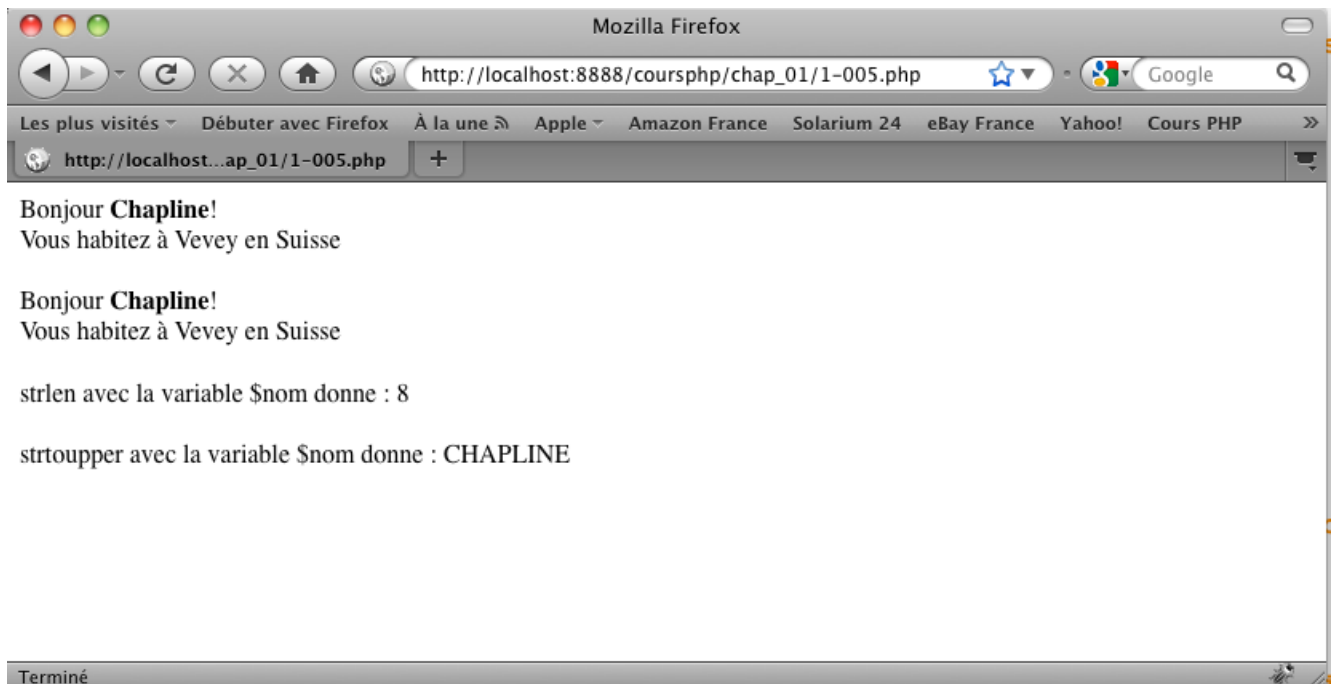 Mozilla Firefox
http://localhost:8888/coursphp/chap_01/1-005.php
Google
Les plus visités Débuter avec Firefox À la une Apple Amazon France Solarium 24 eBay France Yahoo! Cours PHP »
http://localhost...ap_01/1-005.php +
Bonjour Chapline!
Vous habitez à Vevey en Suisse
Bonjour Chapline!
Vous habitez à Vevey en Suisse
strlen avec la variable $nom donne : 8
strtoupper avec la variable $nom donne : CHAPLINE
Terminé